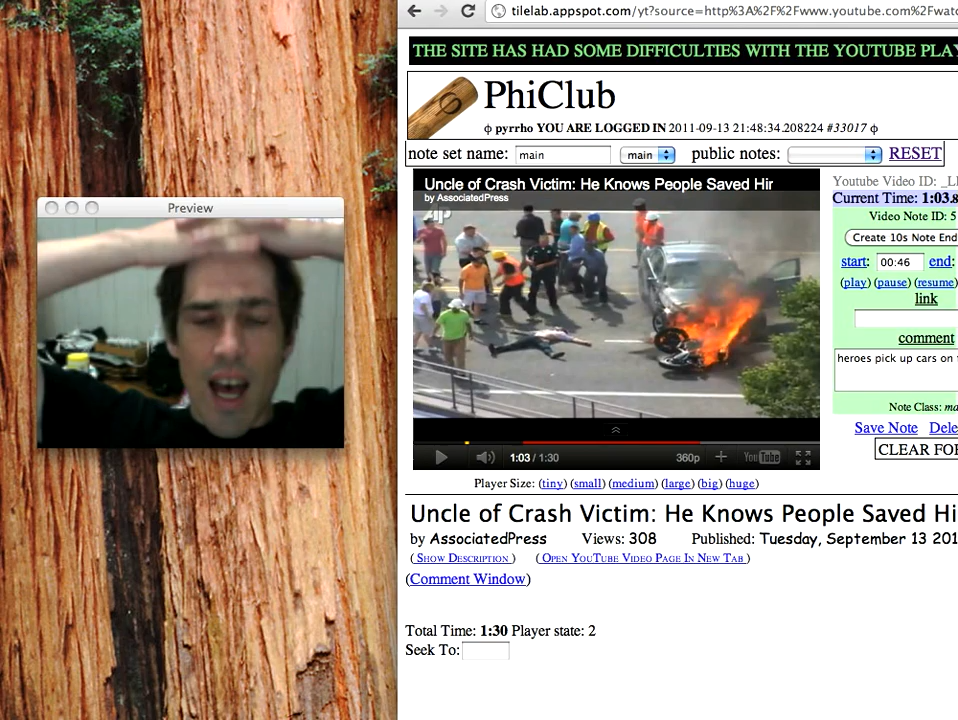 tilelab.appspot.com/yt?source=http%3A%2F%2Fwww.youtube.com%2Fwatc
THE SITE HAS HAD SOME DIFFICULTIES WITH THE YOUTUBE PLAY
PhiClub
ϕ pyrrho YOU ARE LOGGED IN 2011-09-13 21:48:34.208224 #33017 ϕ
note set name: main main public notes: RESET
Preview
Uncle of Crash Victim: He Knows People Saved Hir
by AssociatedPress
AP
Youtube Video ID: _L
Current Time: 1:03.8
Video Note ID: 5
Create 10s Note End
start: 00:46 end:
(play) (pause) (resume)
link
comment
heroes pick up cars on
Note Class: ma
Save Note Dele
CLEAR FO
1:03 / 1:30 360p YouTube
Player Size: (tiny) (small) (medium) (large) (big) (huge)
Uncle of Crash Victim: He Knows People Saved Hi
by AssociatedPress Views: 308 Published: Tuesday, September 13 201
( Show Description ) ( Open YouTube Video Page In New Tab )
(Comment Window)
Total Time: 1:30 Player state: 2
Seek To: